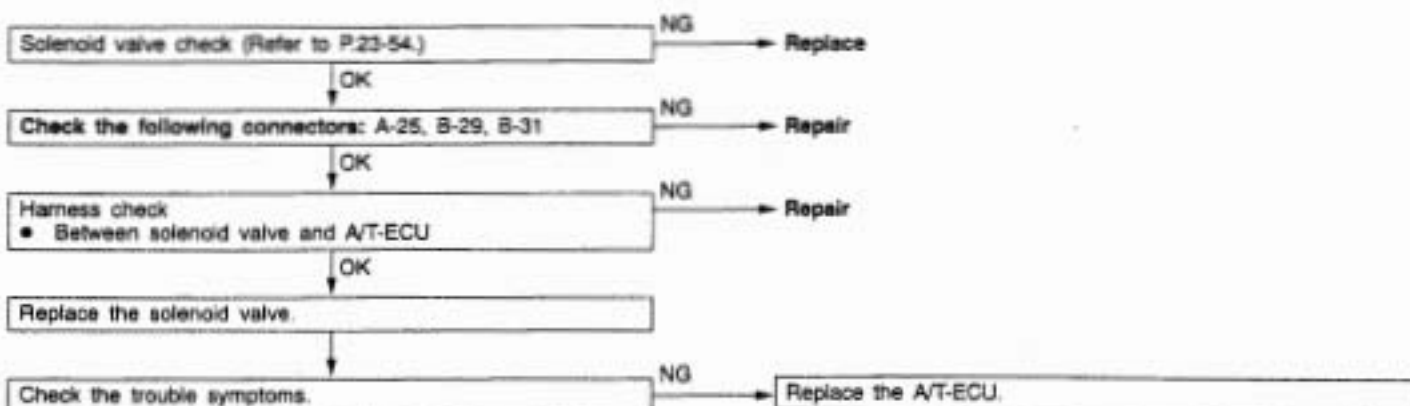 Solenoid valve check (Refer to P.23-54.)
NG
Replace
OK
Check the following connectors: A-25, B-29, B-31
NG
Repair
OK
Harness check
● Between solenoid valve and A/T-ECU
NG
Repair
OK
Replace the solenoid valve.
Check the trouble symptoms.
NG
Replace the A/T-ECU.